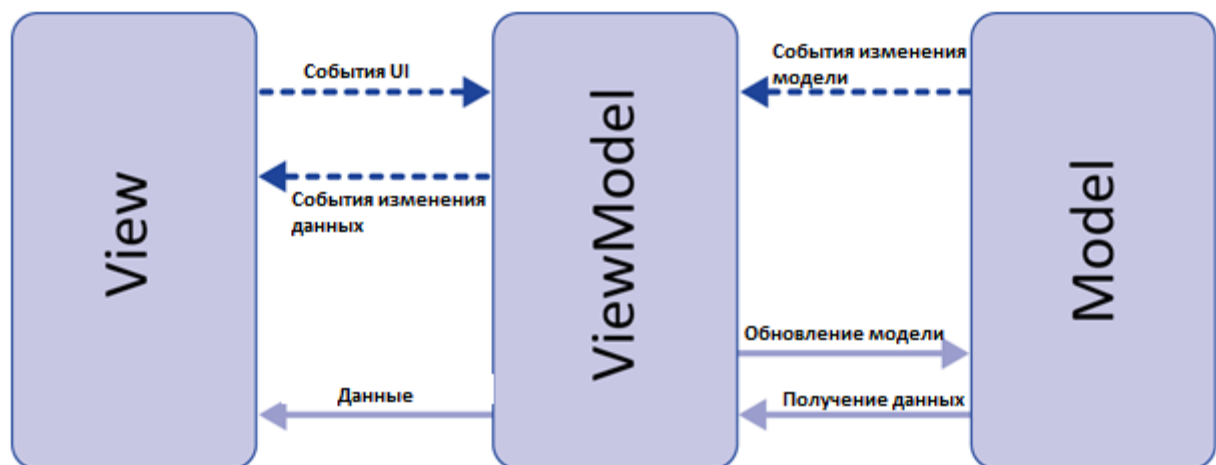 View
События UI
События изменения
данных
Данные
ViewModel
События изменения
модели
Обновление модели
Получение данных
Model